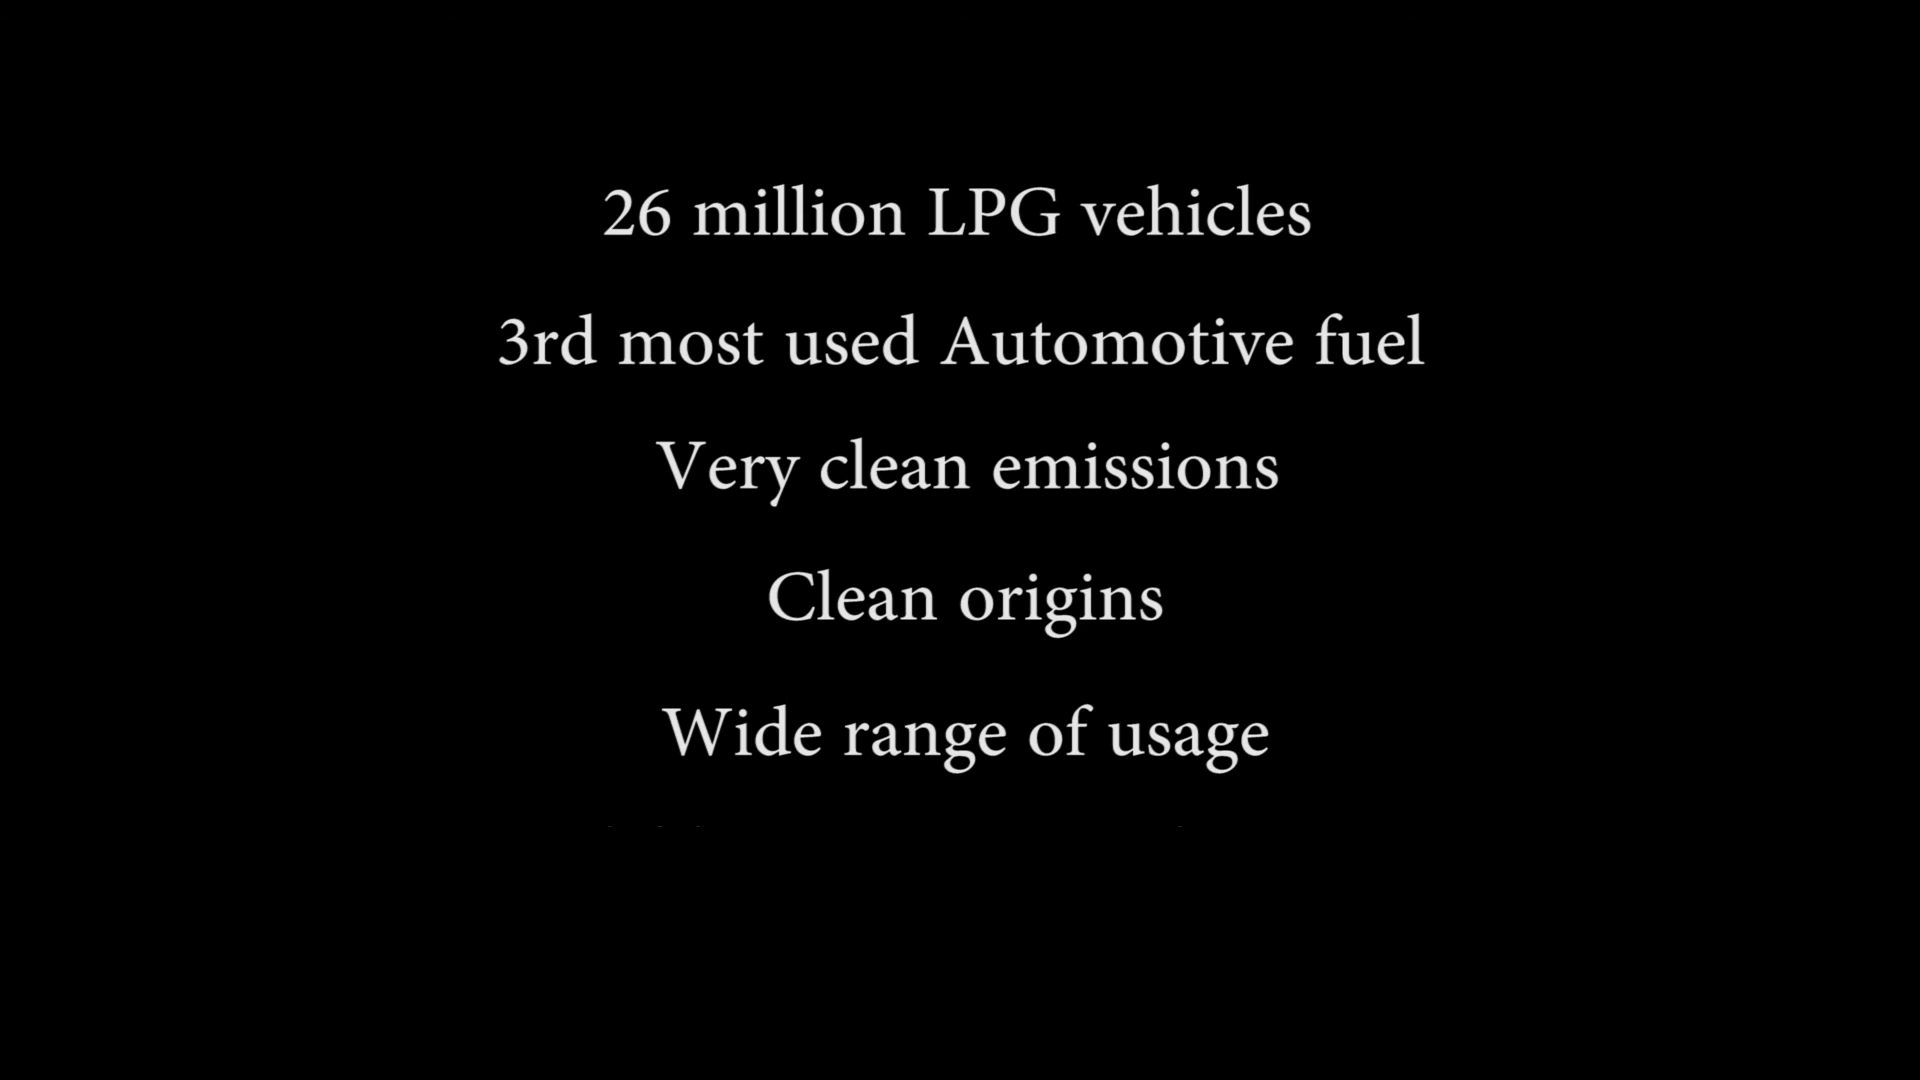 26 million LPG vehicles
3rd most used Automotive fuel
Very clean emissions
Clean origins
Wide range of usage